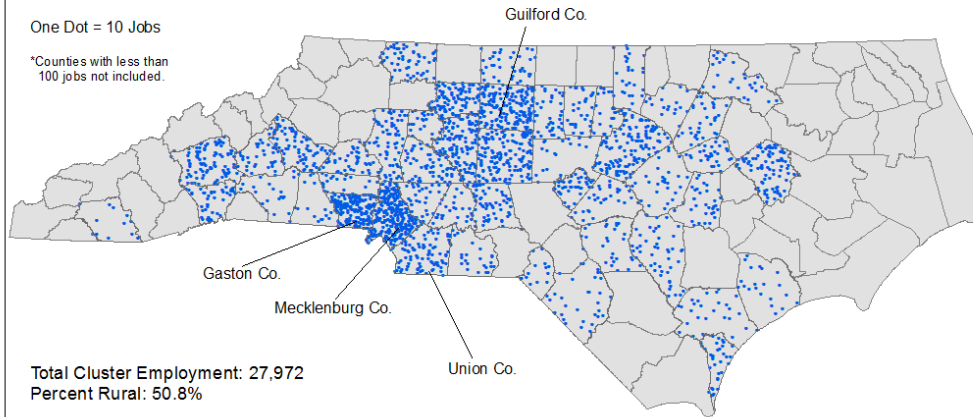 Guilford Co.
One Dot = 10 Jobs
*Counties with less than
100 jobs not included.
Gaston Co.
Mecklenburg Co.
Union Co.
Total Cluster Employment: 27,972
Percent Rural: 50.8%